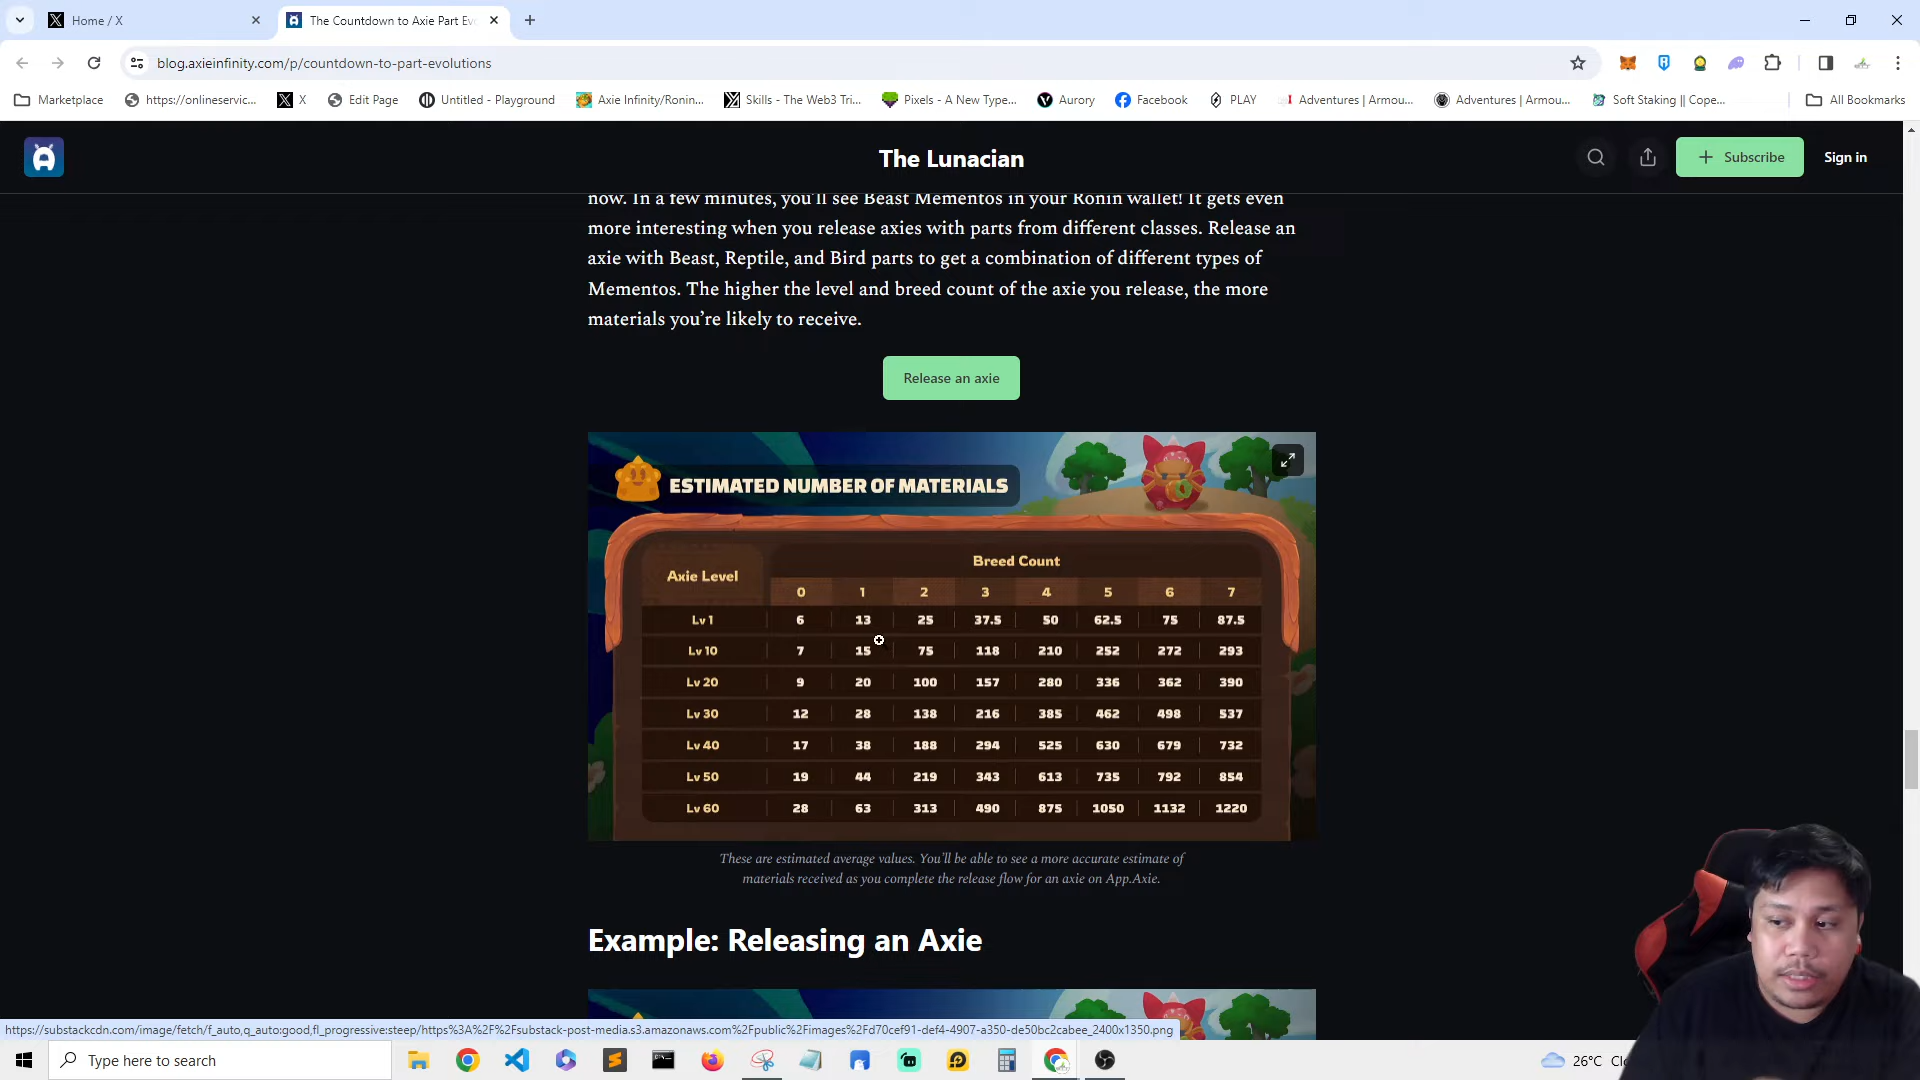 Home / X
The Countdown to Axie Part Ev
blog.axieinfinity.com/p/countdown-to-part-evolutions
Marketplace
https://onlineservic...
X
Edit Page
Untitled - Playground
Axie Infinity/Ronin...
Skills - The Web3 Tri...
Pixels - A New Type...
Aurory
Facebook
PLAY
Adventures | Armou...
Adventures | Armou...
Soft Staking || Cope...
All Bookmarks
The Lunacian
Subscribe
Sign in
now. In a few minutes, you'll see Beast Mementos in your Ronin wallet! It gets even
more interesting when you release axies with parts from different classes. Release an
axie with Beast, Reptile, and Bird parts to get a combination of different types of
Mementos. The higher the level and breed count of the axie you release, the more
materials you're likely to receive.
Release an axie
ESTIMATED NUMBER OF MATERIALS
Axie Level
Breed Count
0 1 2 3 4 5 6 7
Lv 1 6 13 25 37.5 50 62.5 75 87.5
Lv 10 7 15 75 118 210 252 272 293
Lv 20 9 20 100 157 280 336 362 390
Lv 30 12 28 138 216 385 462 498 537
Lv 40 17 38 188 294 525 630 679 732
Lv 50 19 44 219 343 613 735 792 854
Lv 60 28 63 313 490 875 1050 1132 1220
These are estimated average values. You'll be able to see a more accurate estimate of
materials received as you complete the release flow for an axie on App.Axie.
Example: Releasing an Axie
https://substackcdn.com/image/fetch/f_auto,q_auto:good,fl_progressive:steep/https%3A%2F%2Fsubstack-post-media.s3.amazonaws.com%2Fpublic%2Fimages%2Fd70cef91-def4-4907-a350-de50bc2cabee_2400x1350.png
Type here to search
26°C Cl